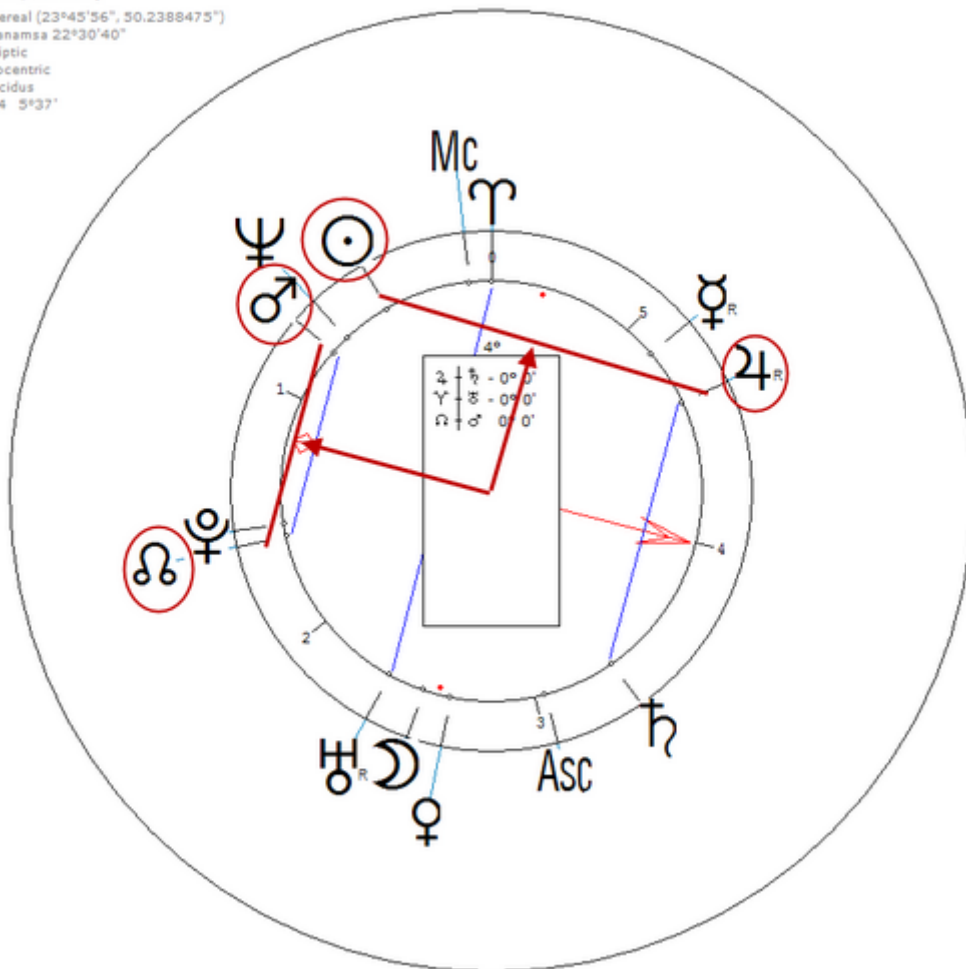 ereal (23°45'56", 50.2388475")
anamsa 22°30'40"
iptic
ocentric
cidus
4 5°37'
Mc
♈
☉
♆
♂
0
5
☿R
♃R
4°
♃ ♄ - 0° 0'
♈ ♅ - 0° 0'
☊ ♂ 0° 0'
1
♇
☊
4
2
3
♄
♅R ☽
Asc
♀